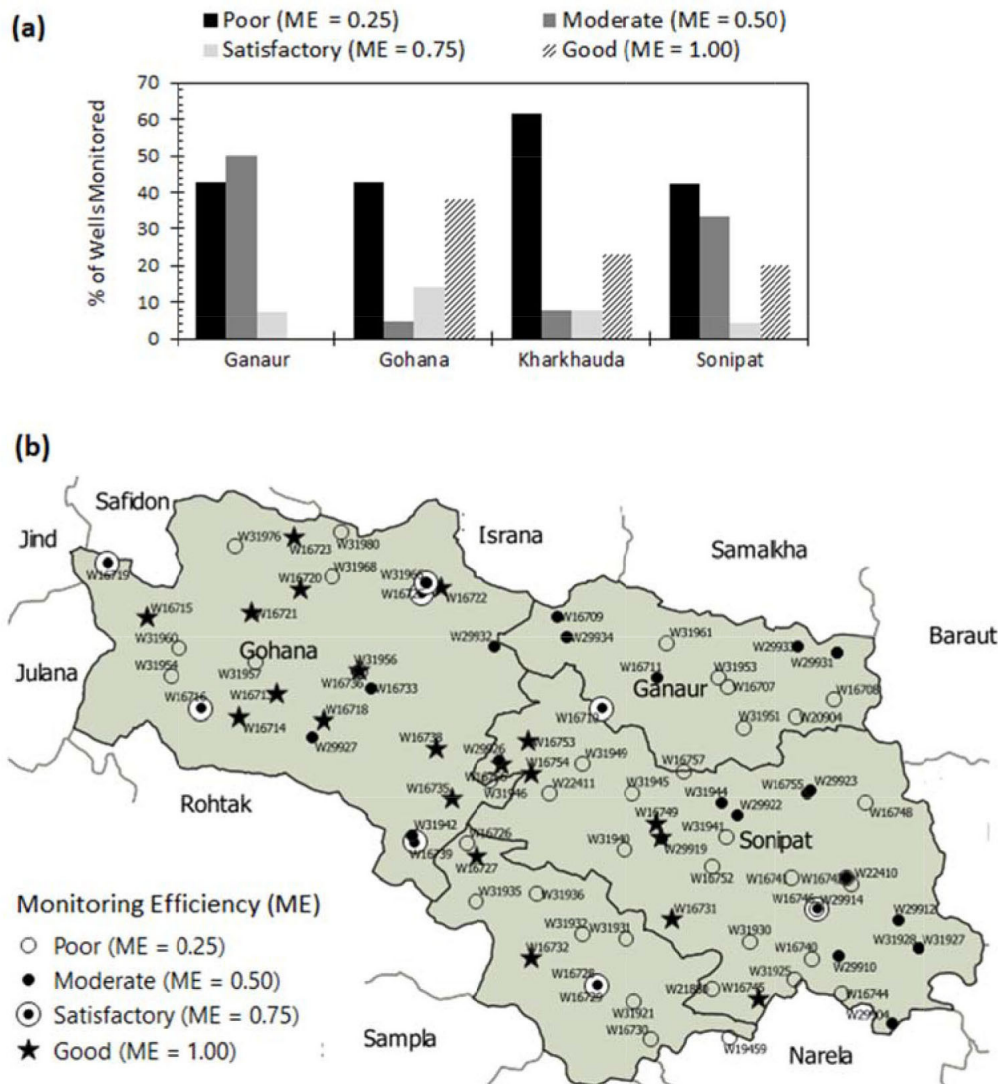 (a)
Poor (ME = 0.25) Moderate (ME = 0.50)
Satisfactory (ME = 0.75) Good (ME = 1.00)
% of Wells Monitored
70
60
50
40
30
20
10
0
Ganaur Gohana Kharkhauda Sonipat
(b)
Safidon
Jind
Israna
Samalkha
Baraut
Julana
Rohtak
Sampla
Narela
Gohana
Ganaur
Sonipat
W31976
W16723
W31980
W16719
W31968
W16720
W16722
W16715
W16721
W16709
W29934
W31960
W29932
W31961
W29931
W31954
W31957
W31956
W16736
W16733
W16711
W31953
W16707
W16708
W16716
W16714
W16718
W29927
W31951
W20904
W16738
W29926
W16753
W16754
W31949
W16757
W31946
W22411
W31945
W31944
W16755
W29923
W29922
W16748
W16735
W16749
W31941
W29919
W31942
W16739
W16726
W16727
W31940
W16752
W16741
W22410
W16746
W29914
W31935
W31936
W16731
W29912
W31932
W31931
W31930
W31928
W31927
W16732
W16740
W29910
W16728
W16729
W31925
W16745
W16744
W31921
W16730
W19459
Monitoring Efficiency (ME)
Poor (ME = 0.25)
Moderate (ME = 0.50)
Satisfactory (ME = 0.75)
Good (ME = 1.00)